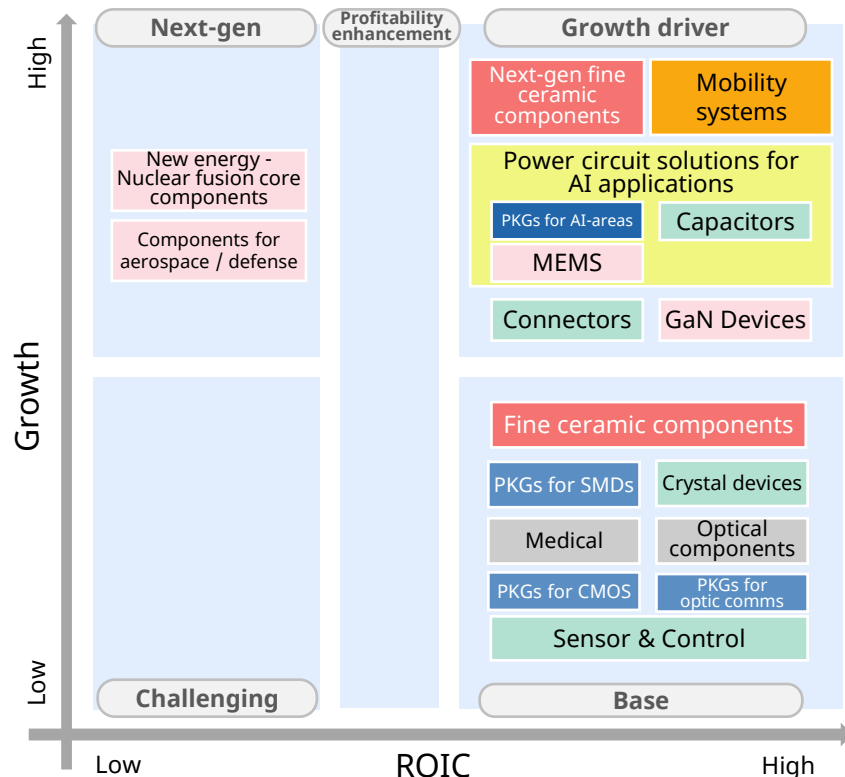 Next-gen
Profitability
enhancement
Growth driver
High
Next-gen fine
ceramic
components
Mobility
systems
New energy -
Nuclear fusion core
components
Components for
aerospace / defense
Power circuit solutions for
AI applications
PKGs for AI-areas
Capacitors
MEMS
Connectors
GaN Devices
Growth
Fine ceramic components
PKGs for SMDs
Crystal devices
Medical
Optical
components
PKGs for CMOS
PKGs for
optic comms
Sensor & Control
Low
Challenging
Base
Low
ROIC
High